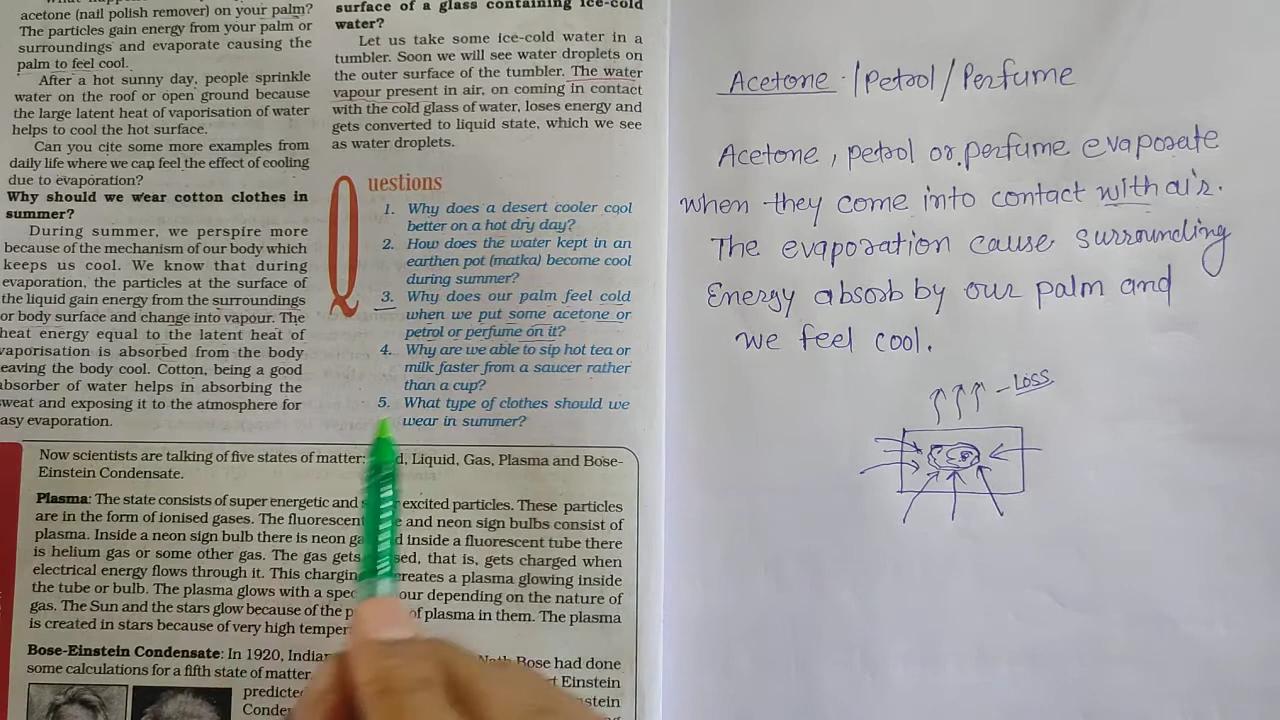 acetone (nail polish remover) on your palm?
The particles gain energy from your palm or
surroundings and evaporate causing the
palm to feel cool.
After a hot sunny day, people sprinkle
water on the roof or open ground because
the large latent heat of vaporisation of water
helps to cool the hot surface.
Can you cite some more examples from
daily life where we can feel the effect of cooling
due to evaporation?
Why should we wear cotton clothes in
summer?
During summer, we perspire more
because of the mechanism of our body which
keeps us cool. We know that during
evaporation, the particles at the surface of
the liquid gain energy from the surroundings
or body surface and change into vapour. The
heat energy equal to the latent heat of
vaporisation is absorbed from the body
leaving the body cool. Cotton, being a good
absorber of water helps in absorbing the
sweat and exposing it to the atmosphere for
easy evaporation.
surface of a glass containing ice-cold
water?
Let us take some ice-cold water in a
tumbler. Soon we will see water droplets on
the outer surface of the tumbler. The water
vapour present in air, on coming in contact
with the cold glass of water, loses energy and
gets converted to liquid state, which we see
as water droplets.
Questions
1. Why does a desert cooler cool
better on a hot dry day?
2. How does the water kept in an
earthen pot (matka) become cool
during summer?
3. Why does our palm feel cold
when we put some acetone or
petrol or perfume on it?
4. Why are we able to sip hot tea or
milk faster from a saucer rather
than a cup?
5. What type of clothes should we
wear in summer?
Now scientists are talking of five states of matter: d, Liquid, Gas, Plasma and Bose-
Einstein Condensate.
Plasma: The state consists of super energetic and excited particles. These particles
are in the form of ionised gases. The fluorescent and neon sign bulbs consist of
plasma. Inside a neon sign bulb there is neon ga d inside a fluorescent tube there
is helium gas or some other gas. The gas gets sed, that is, gets charged when
electrical energy flows through it. This charging creates a plasma glowing inside
the tube or bulb. The plasma glows with a spec our depending on the nature of
gas. The Sun and the stars glow because of the p of plasma in them. The plasma
is created in stars because of very high temper
Bose-Einstein Condensate: In 1920, Indian Nath Bose had done
some calculations for a fifth state of matter. t Einstein
predicted nstein
Conde
Acetone /Petrol/Perfume
Acetone, petrol or perfume evaporate
when they come into contact with air.
The evaporation cause surrounding
Energy absorb by our palm and
we feel cool.
- Loss